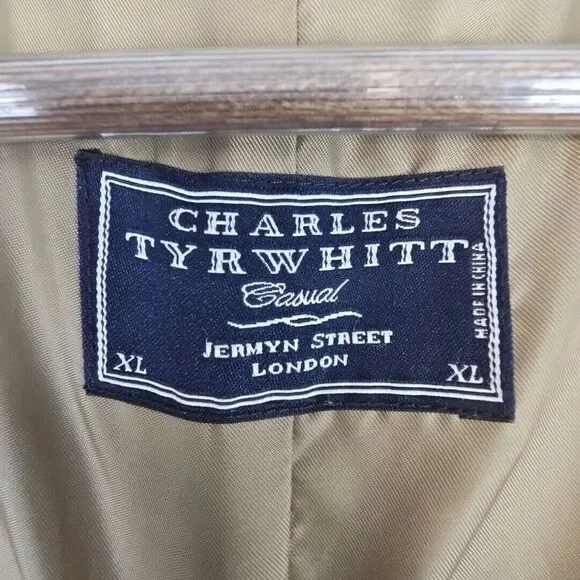 CHARLES
TYRWHITT
Casual
JERMYN STREET
LONDON
XL
XL
MADE IN CHINA